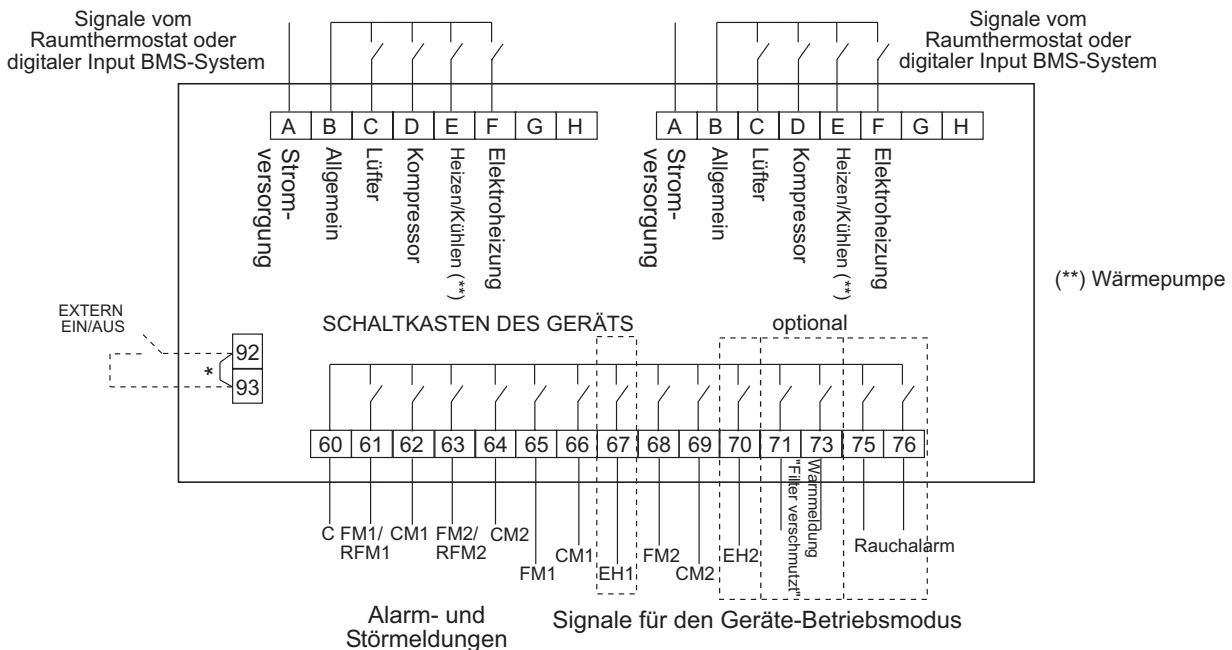 Signale vom
Raumthermostat oder
digitaler Input BMS-System
Signale vom
Raumthermostat oder
digitaler Input BMS-System
A B C D E F G H
A B C D E F G H
Strom-
versorgung
Allgemein
Lüfter
Kompressor
Heizen/Kühlen (**)
Elektroheizung
Strom-
versorgung
Allgemein
Lüfter
Kompressor
Heizen/Kühlen (**)
Elektroheizung
(**) Wärmepumpe
EXTERN
EIN/AUS
SCHALTKASTEN DES GERÄTS
optional
92
*
93
60 61 62 63 64 65 66 67 68 69 70 71 73 75 76
C
FM1/
RFM1
CM1
FM2/
RFM2
CM2
FM1
CM1
EH1
FM2
CM2
EH2
Warnmeldung
"Filter verschmutzt"
Rauchalarm
Alarm- und
Störmeldungen
Signale für den Geräte-Betriebsmodus